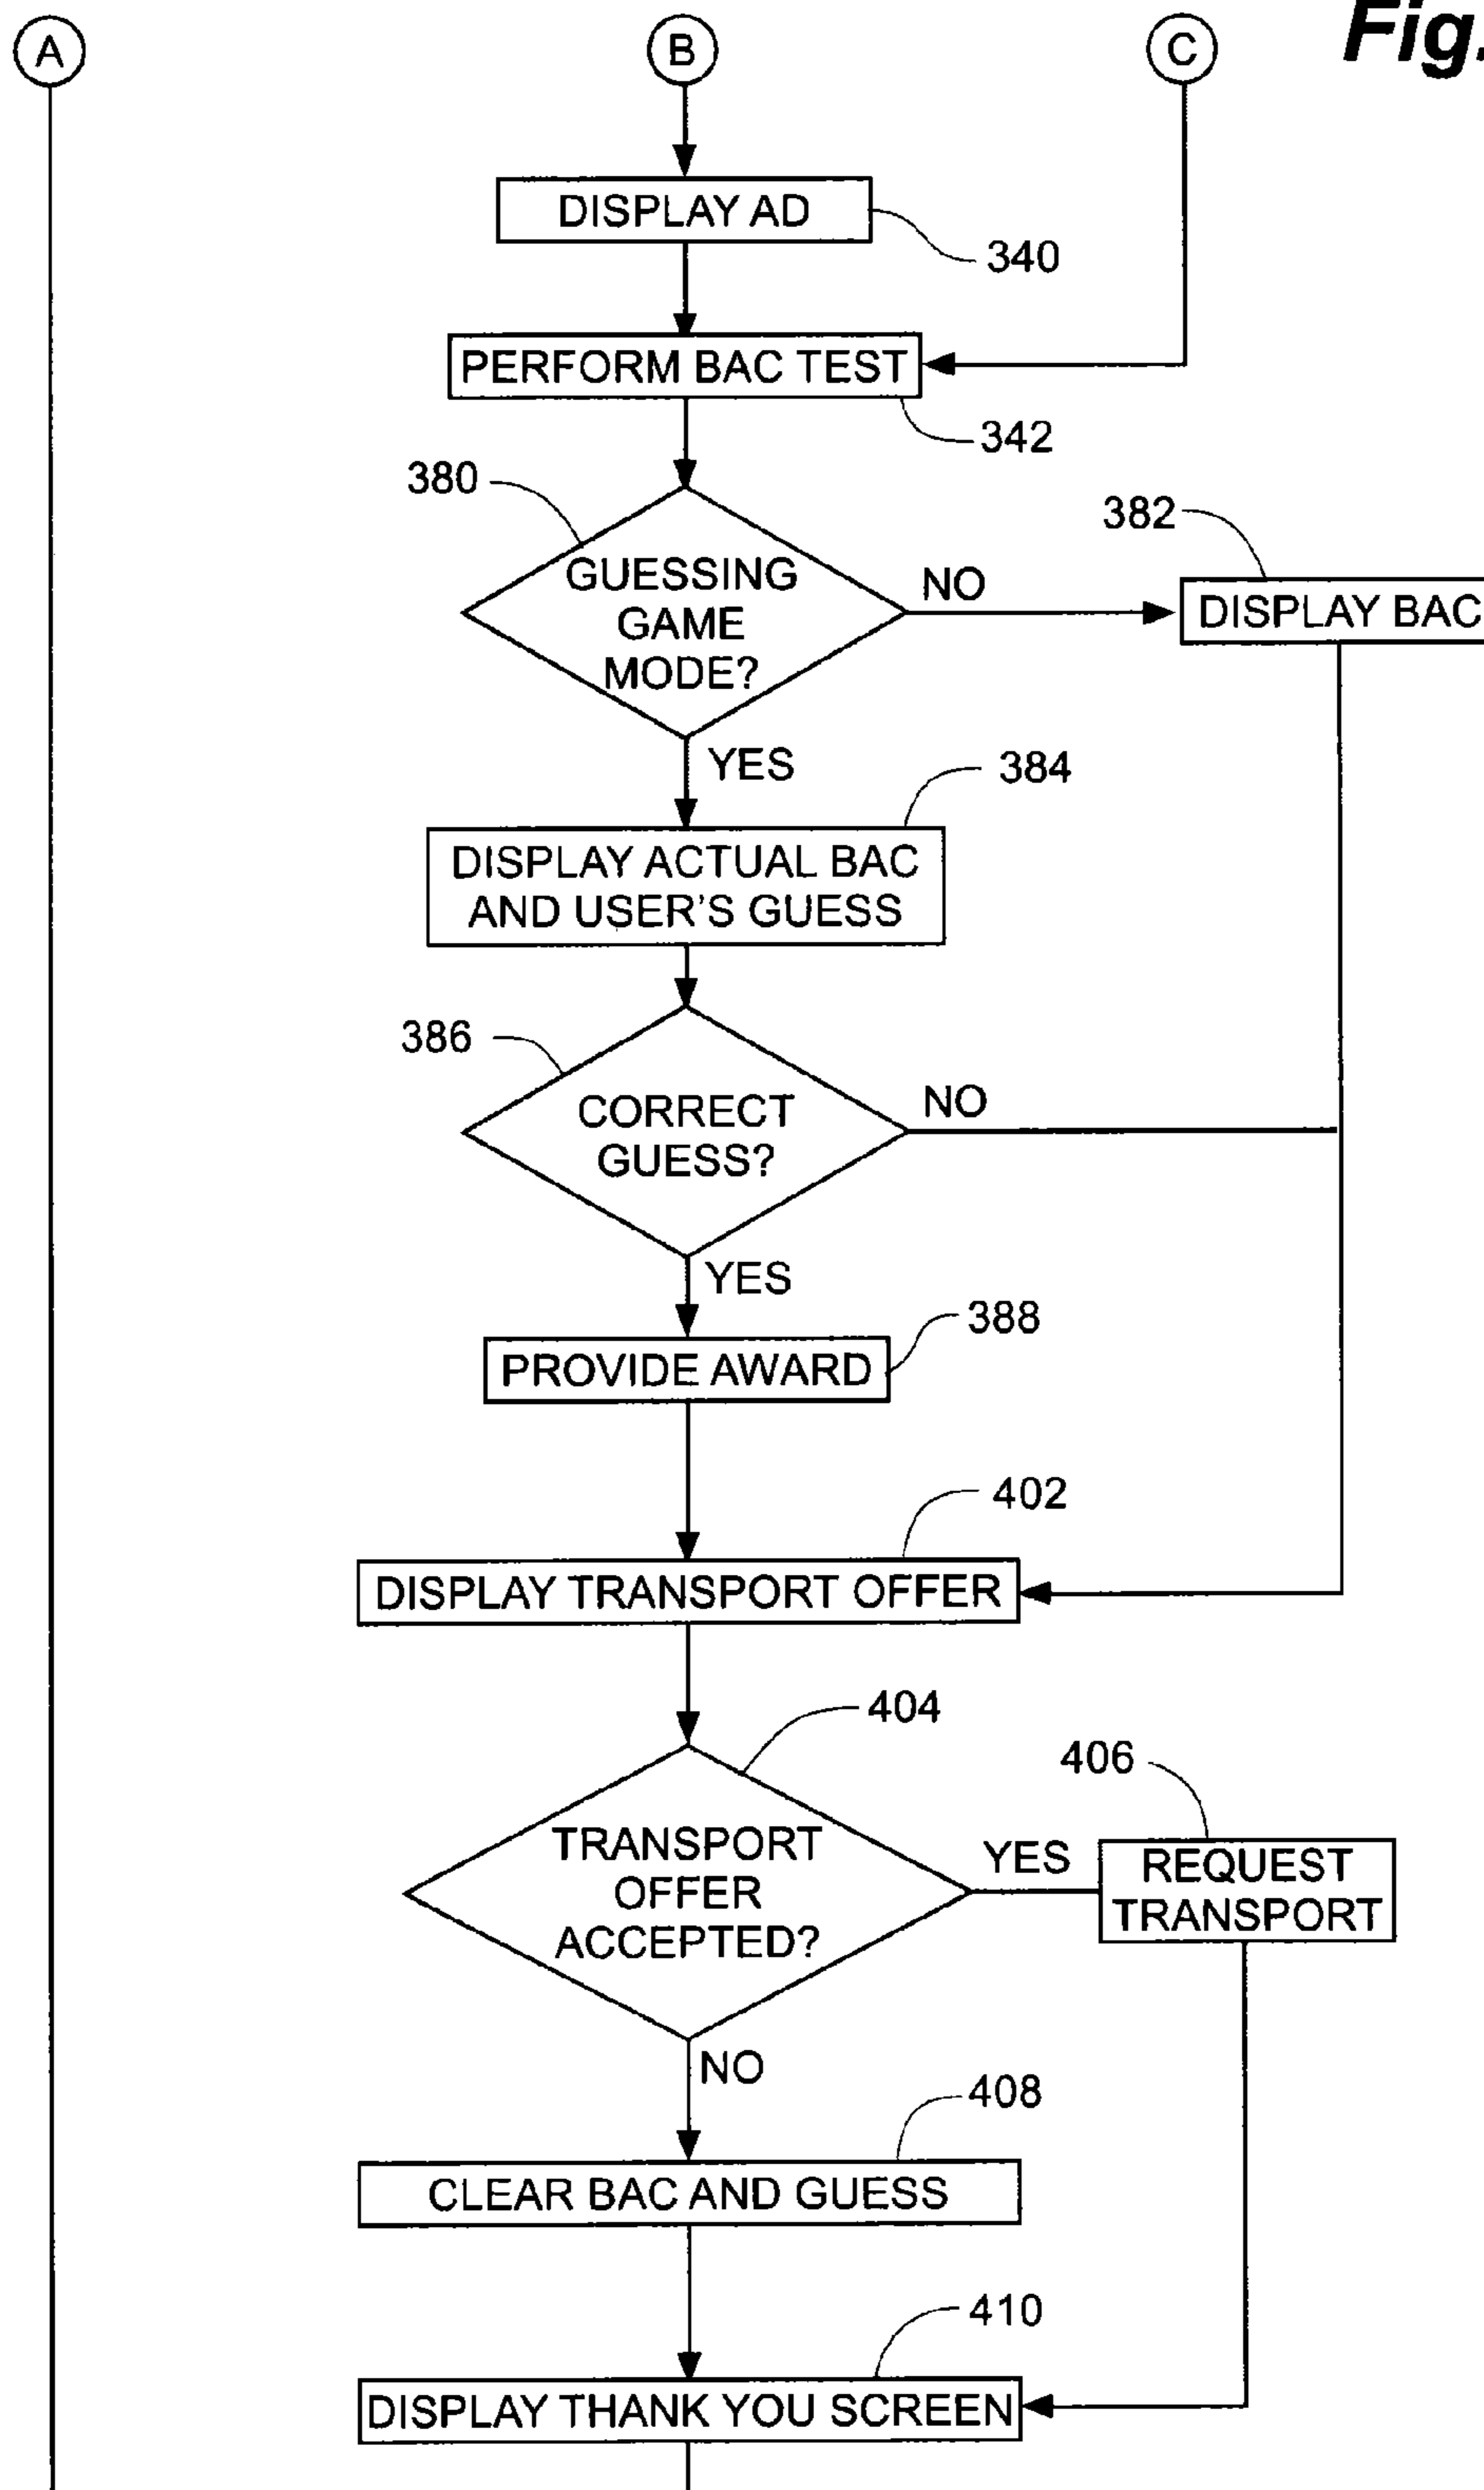 A
B
C
Fig.
DISPLAY AD
340
PERFORM BAC TEST
342
380
GUESSING
GAME
MODE?
NO
382
DISPLAY BAC
YES
384
DISPLAY ACTUAL BAC
AND USER'S GUESS
386
CORRECT
GUESS?
NO
YES
388
PROVIDE AWARD
402
DISPLAY TRANSPORT OFFER
404
TRANSPORT
OFFER
ACCEPTED?
YES
406
REQUEST
TRANSPORT
NO
408
CLEAR BAC AND GUESS
410
DISPLAY THANK YOU SCREEN